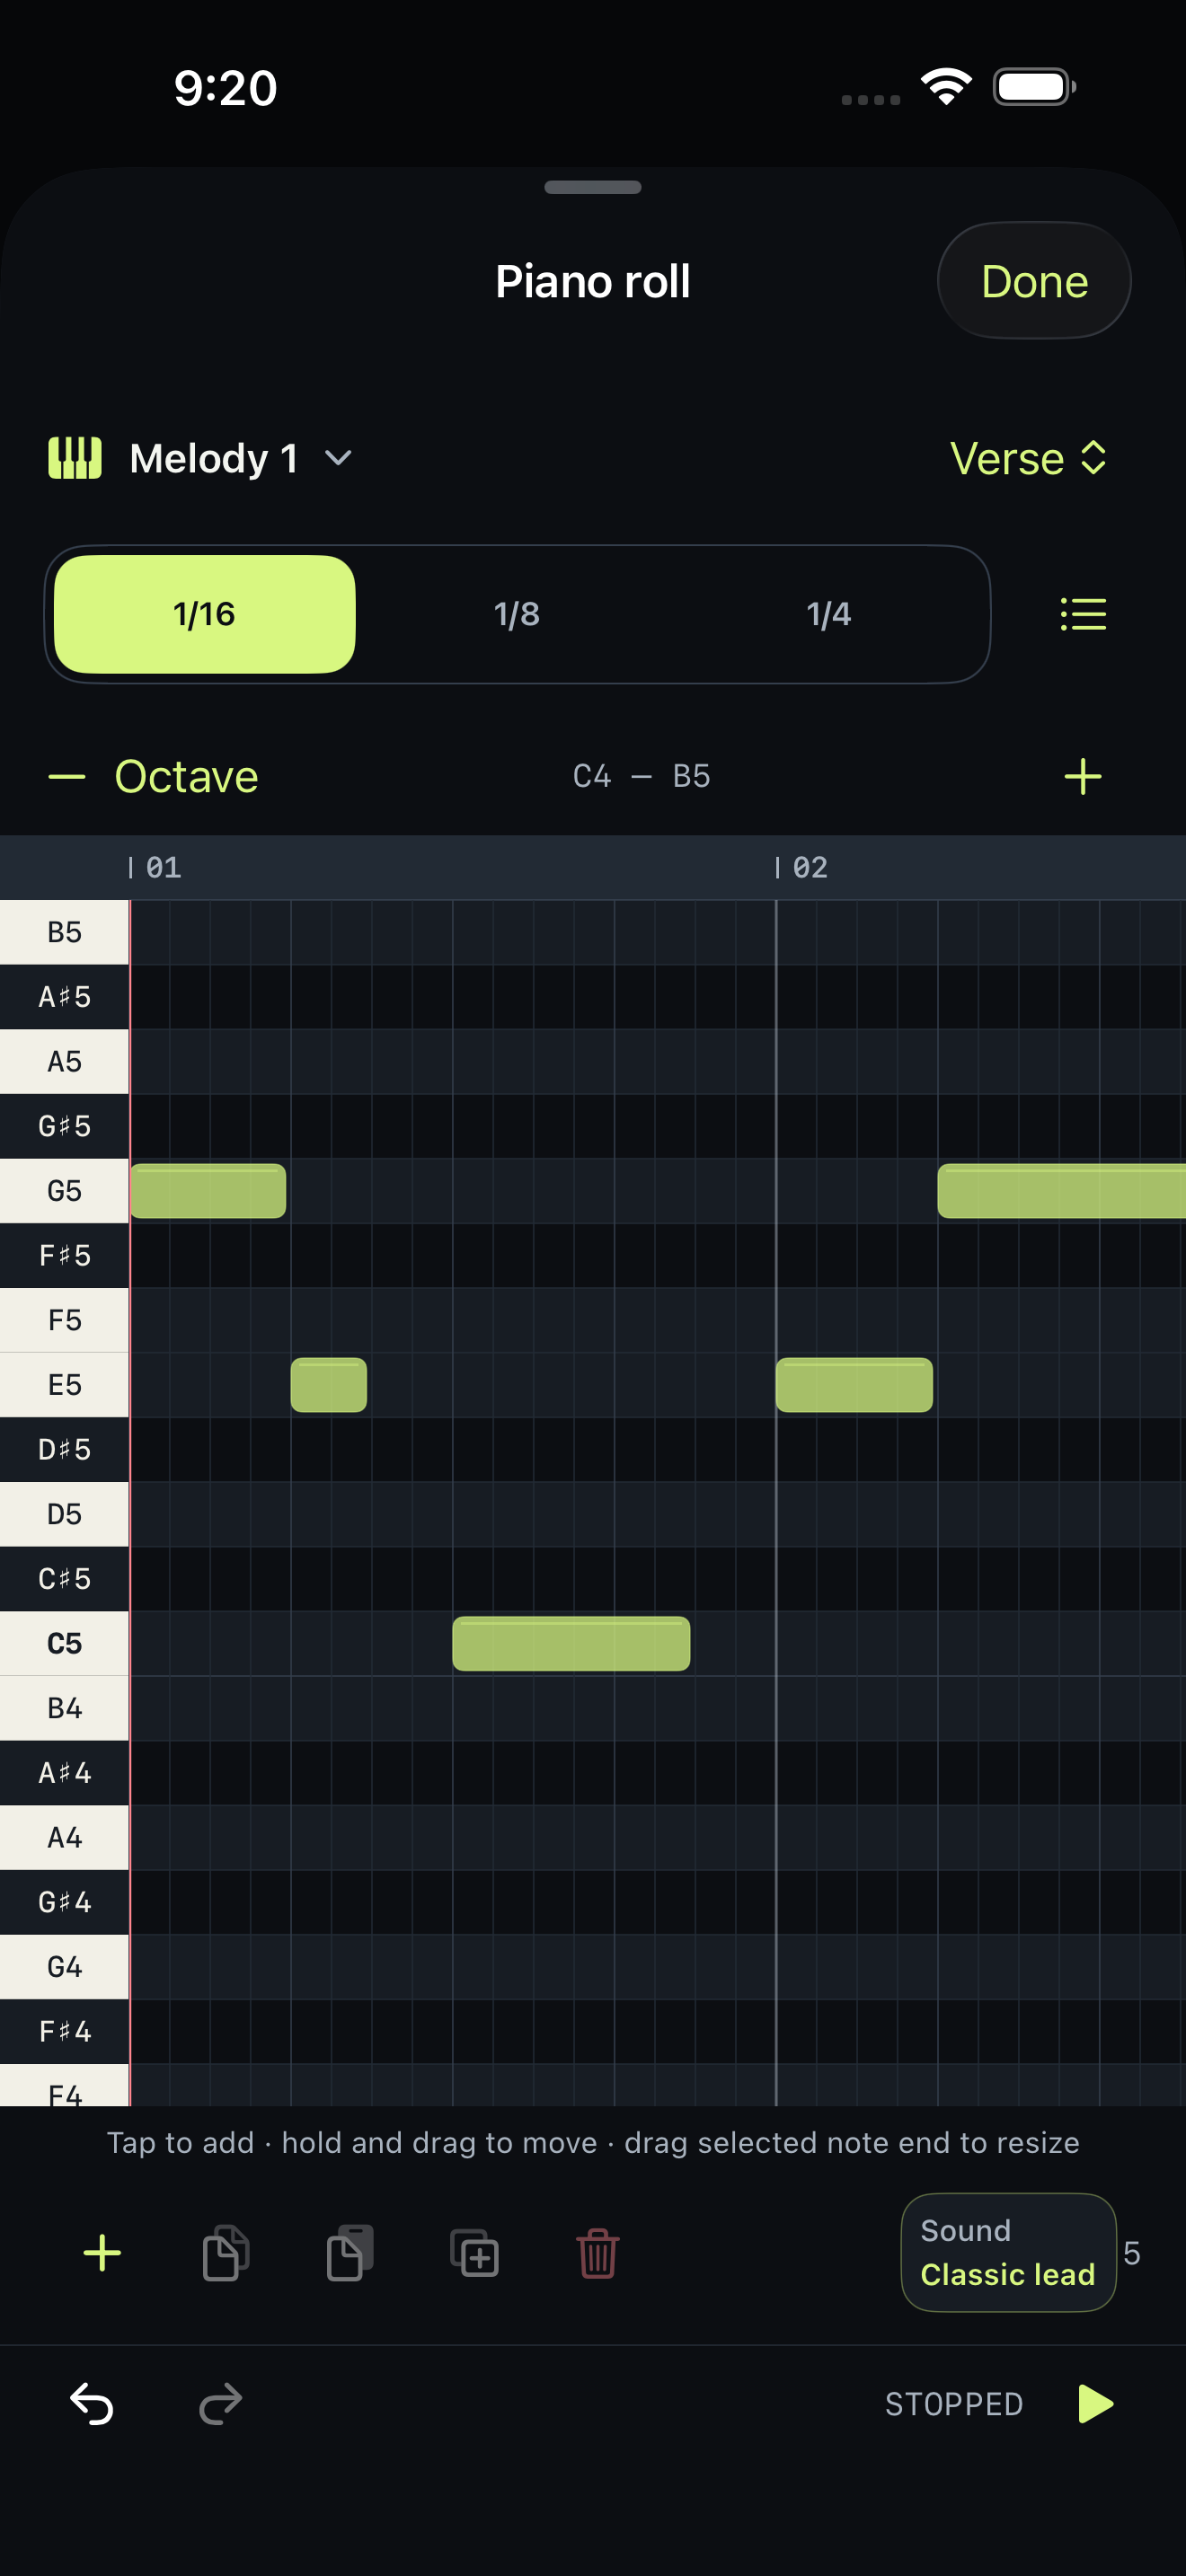 9:20
Piano roll
Done
Melody 1
Verse
1/16
1/8
1/4
Octave
C4 — B5
01
02
B5
A♯5
A5
G♯5
G5
F♯5
F5
E5
D♯5
D5
C♯5
C5
B4
A♯4
A4
G♯4
G4
F♯4
F4
Tap to add · hold and drag to move · drag selected note end to resize
Sound
Classic lead
5
STOPPED